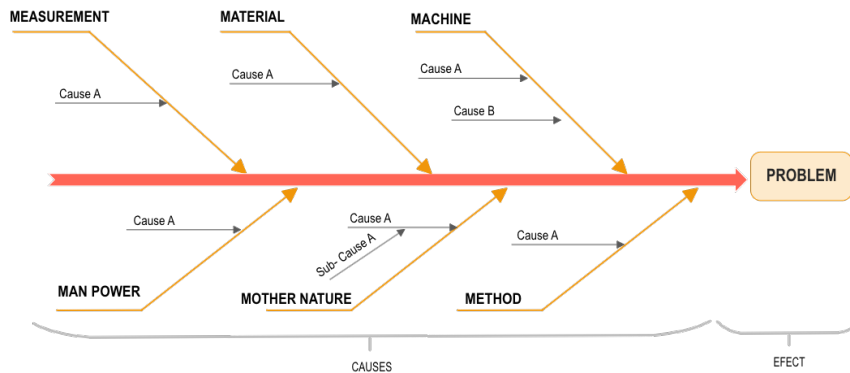 MEASUREMENT
MATERIAL
MACHINE
Cause A
Cause A
Cause A
Cause B
PROBLEM
Cause A
Cause A
Sub- Cause A
Cause A
MAN POWER
MOTHER NATURE
METHOD
CAUSES
EFFECT